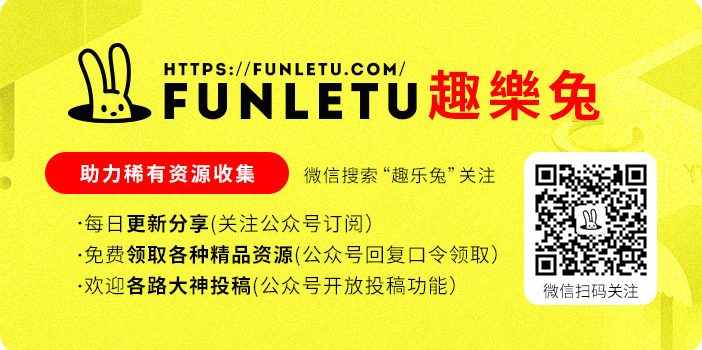 HTTPS://FUNLETU.COM/
FUNLETU 趣樂兔
助力稀有资源收集
微信搜索“趣乐兔”关注
·每日更新分享(关注公众号订阅）
·免费领取各种精品资源(公众号回复口令领取）
·欢迎各路大神投稿(公众号开放投稿功能）
微信扫码关注